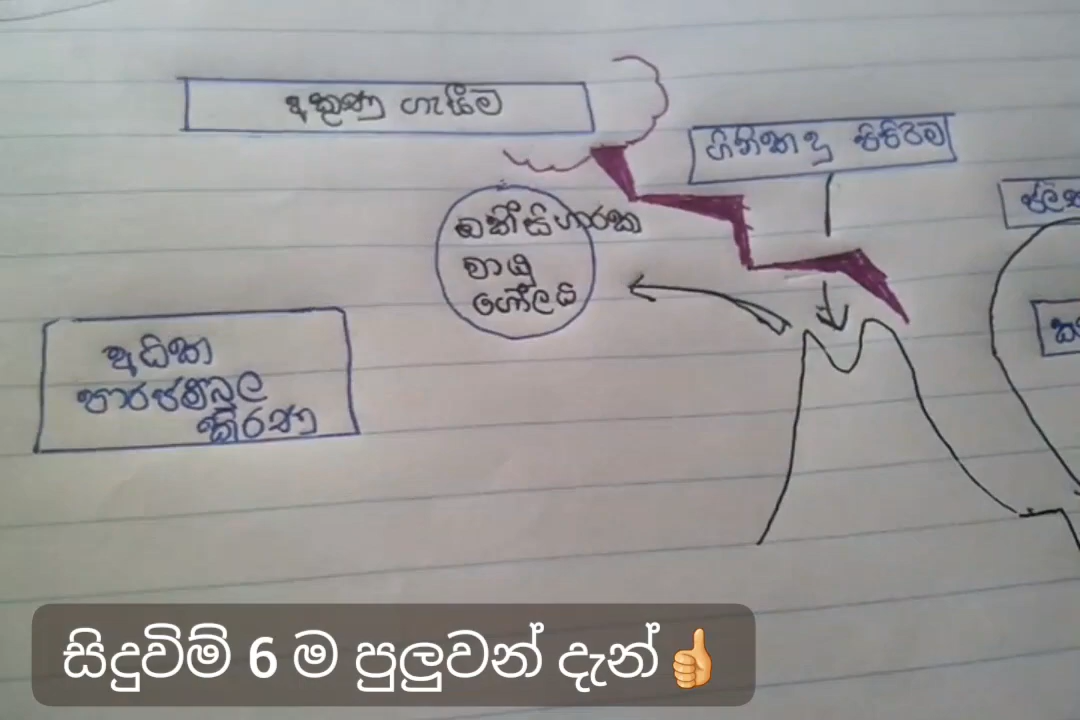 අකුණු ගැසීම
ගිනිකඳු පිපිරීම
ඔක්සිහාරක
වායු
ගෝලය
අධික
පාරජම්බුල
කිරණ
සිදුවිම් 6 ම පුලුවන් දැන්👍